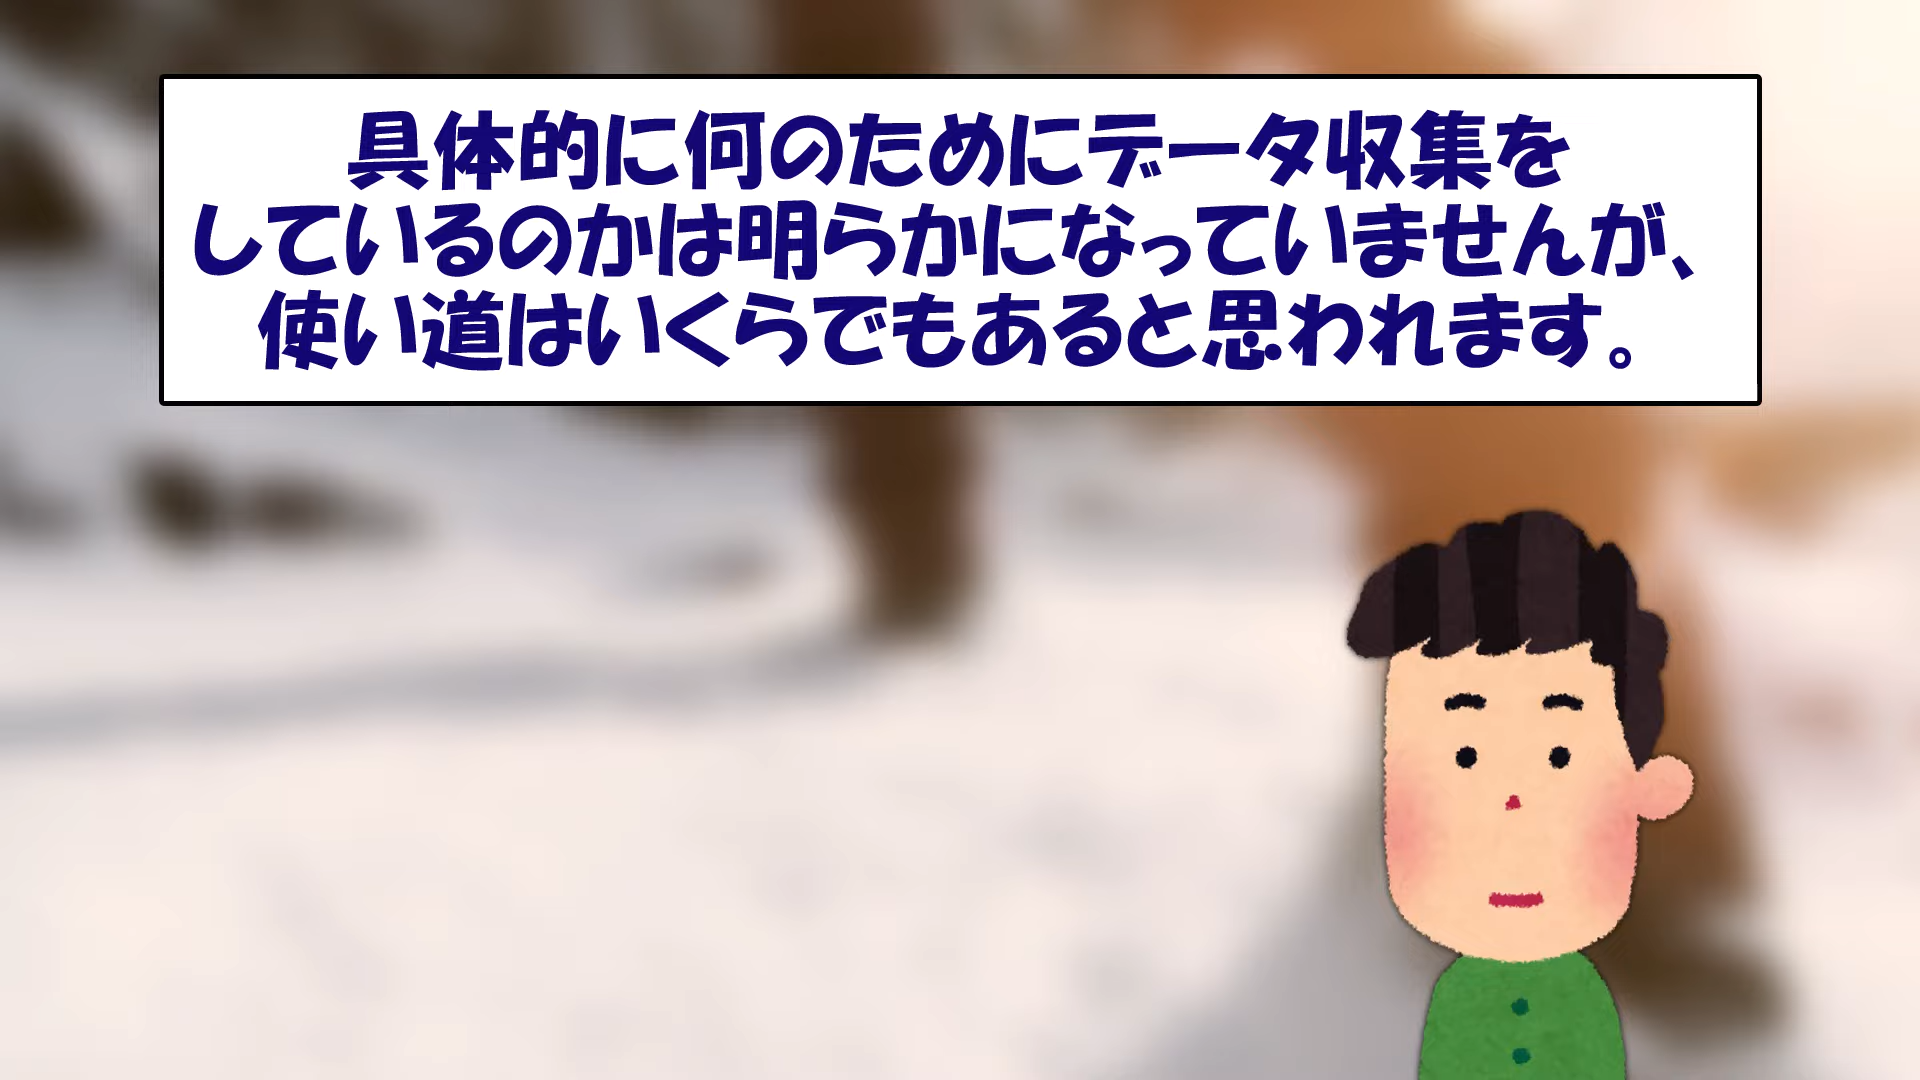 具体的に何のためにデータ収集を
しているのかは明らかになっていませんが、
使い道はいくらでもあると思われます。